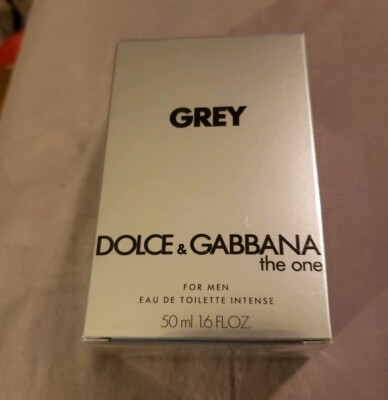 GREY
DOLCE & GABBANA
the one
FOR MEN
EAU DE TOILETTE INTENSE
50 ml 1.6 FL.OZ.